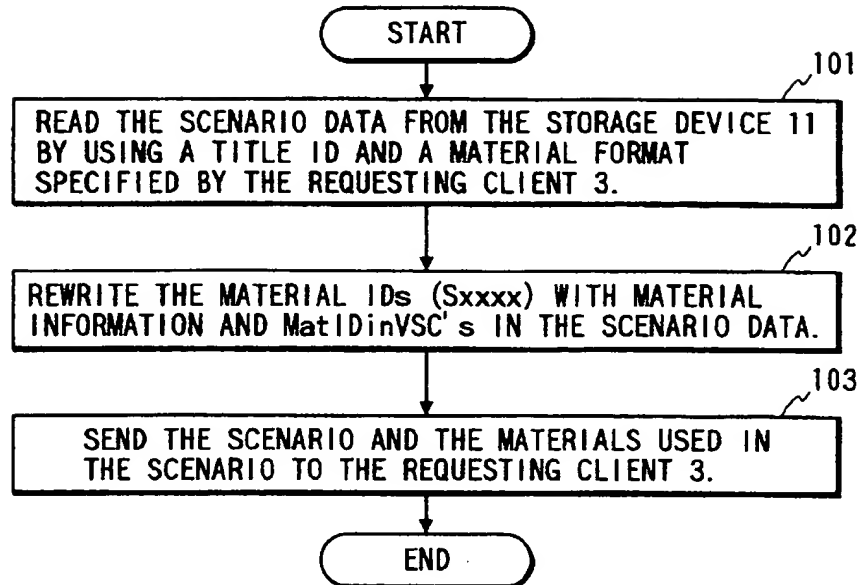 START
101
READ THE SCENARIO DATA FROM THE STORAGE DEVICE 11
BY USING A TITLE ID AND A MATERIAL FORMAT
SPECIFIED BY THE REQUESTING CLIENT 3.
102
REWRITE THE MATERIAL IDs (Sxxxx) WITH MATERIAL
INFORMATION AND MatIDinVSC's IN THE SCENARIO DATA.
103
SEND THE SCENARIO AND THE MATERIALS USED IN
THE SCENARIO TO THE REQUESTING CLIENT 3.
END